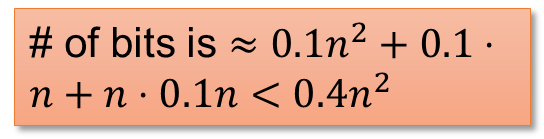 # of bits is ≈ 0.1𝑛² + 0.1 ·
𝑛 + 𝑛 · 0.1𝑛 < 0.4𝑛²